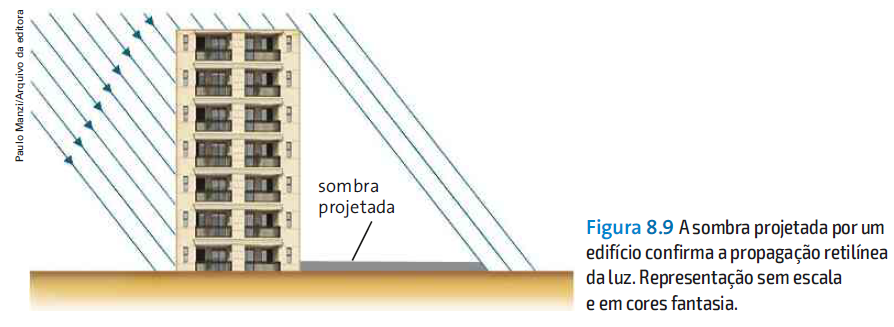 Paulo Manzi/Arquivo da editora
sombra
projetada
Figura 8.9 A sombra projetada por um
edifício confirma a propagação retilínea
da luz. Representação sem escala
e em cores fantasia.